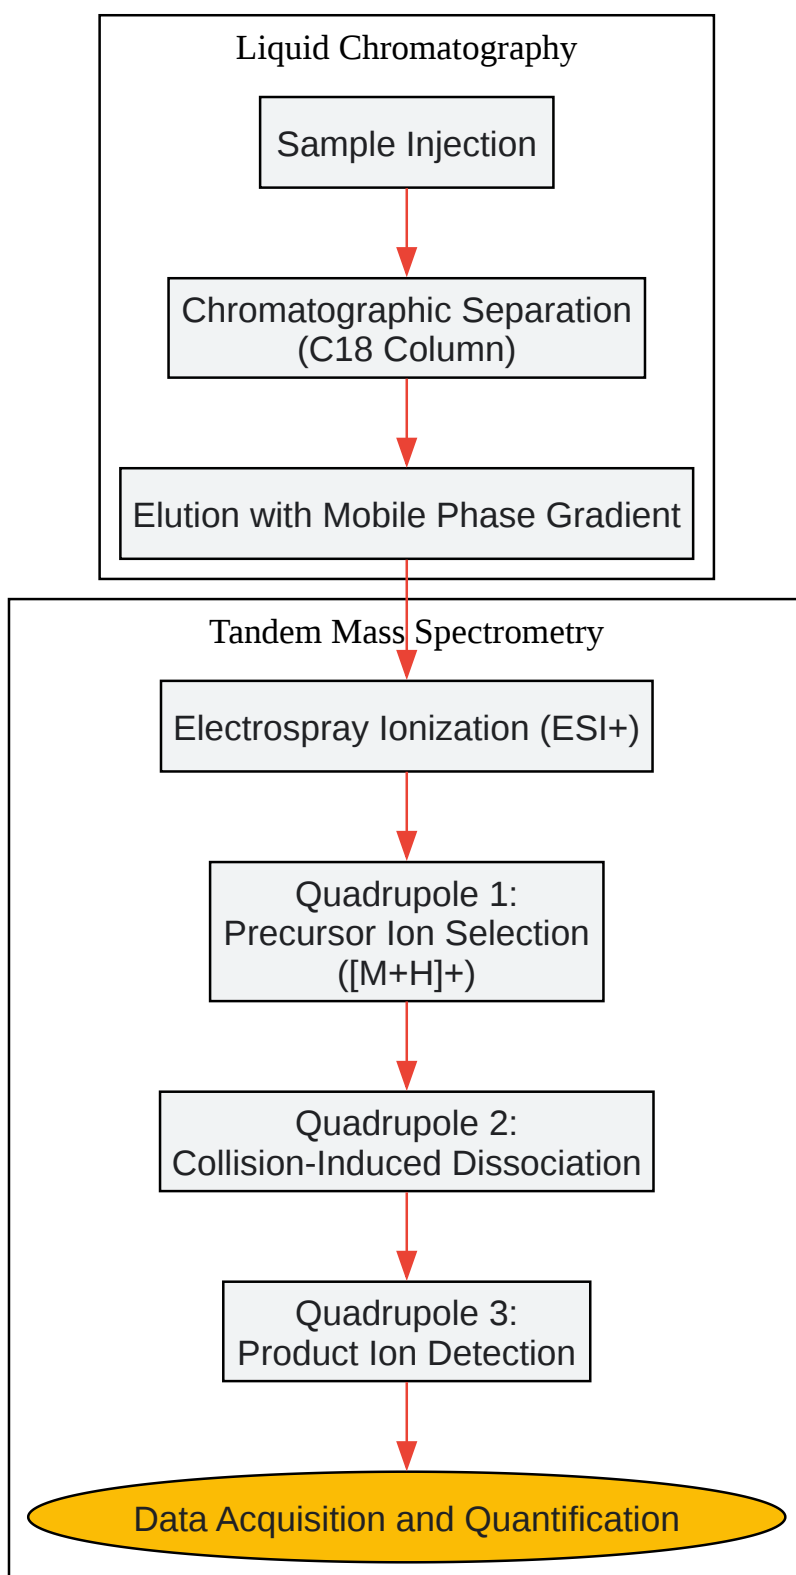 Liquid Chromatography
Sample Injection
Chromatographic Separation
(C18 Column)
Elution with Mobile Phase Gradient
Tandem Mass Spectrometry
Electrospray Ionization (ESI+)
Quadrupole 1:
Precursor Ion Selection
([M+H]+)
Quadrupole 2:
Collision-Induced Dissociation
Quadrupole 3:
Product Ion Detection
Data Acquisition and Quantification